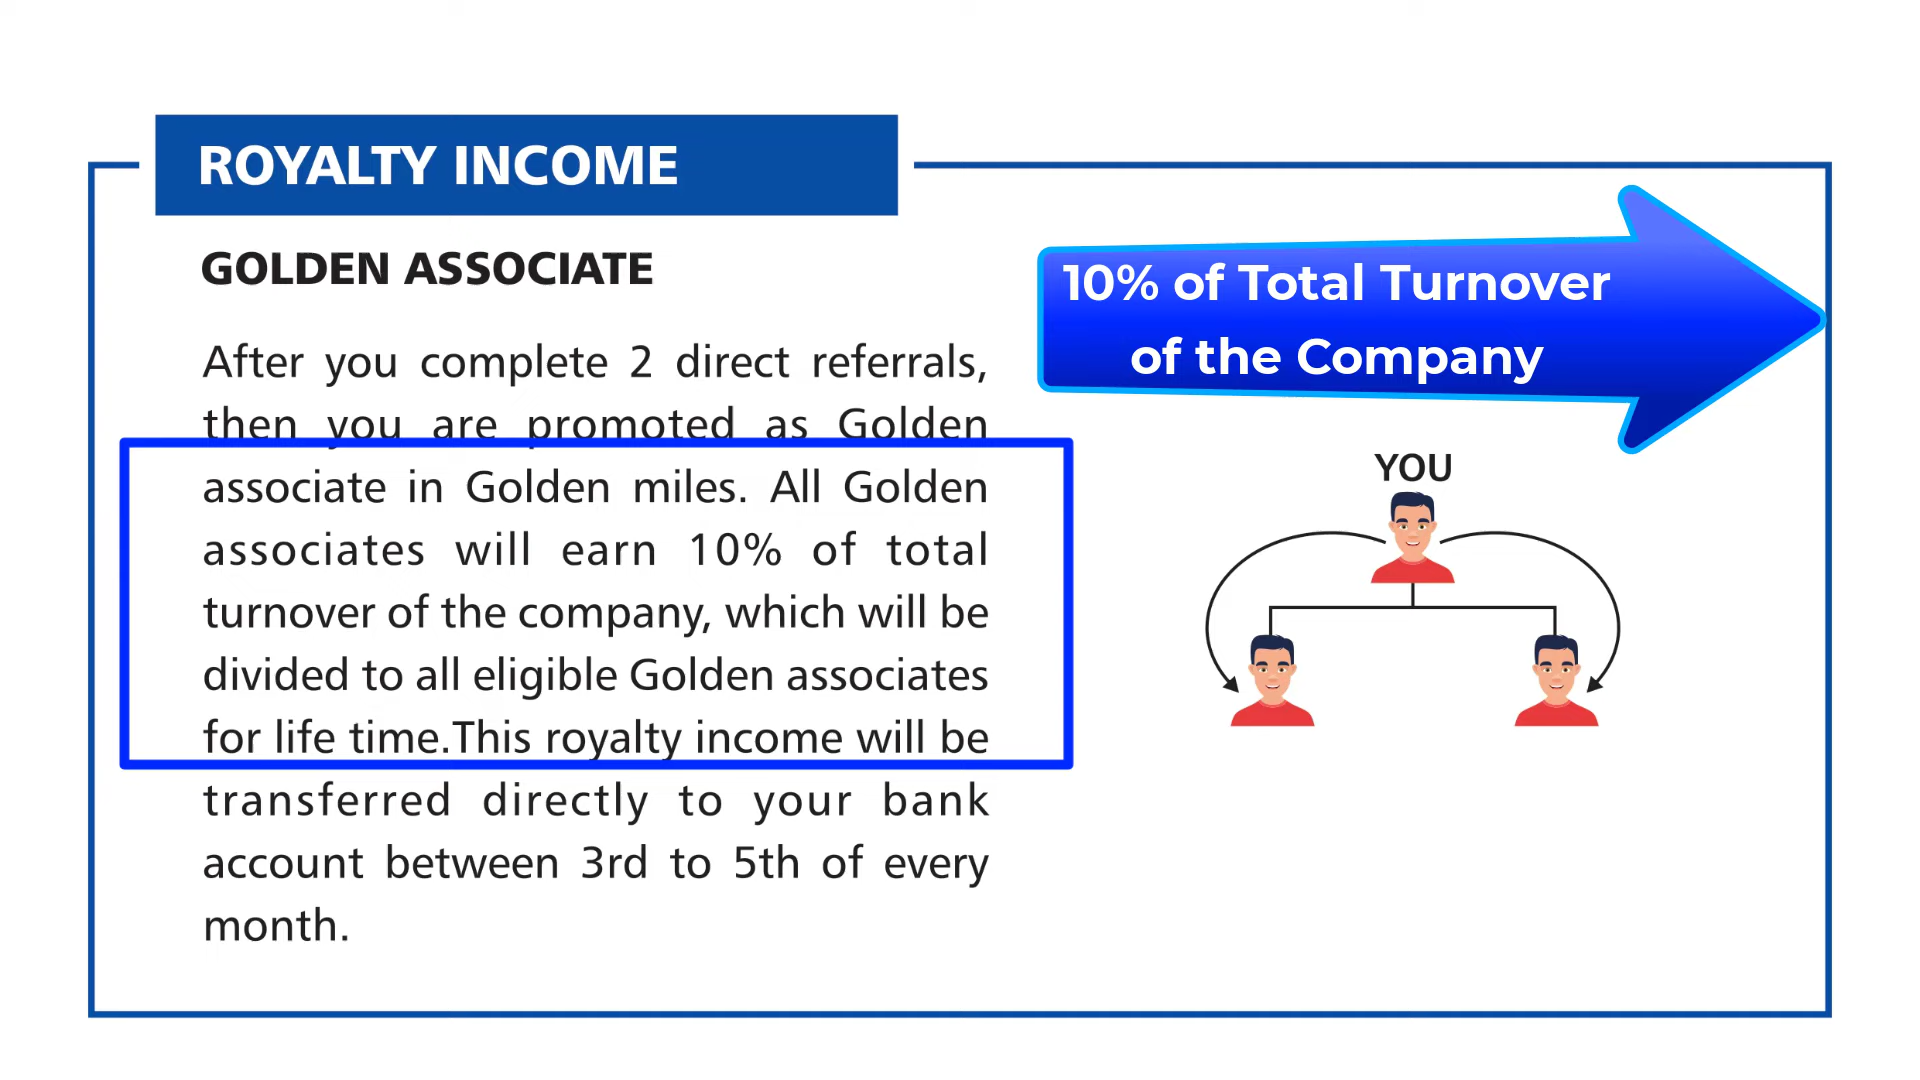 ROYALTY INCOME
GOLDEN ASSOCIATE
After you complete 2 direct referrals,
then you are promoted as Golden
associate in Golden miles. All Golden
associates will earn 10% of total
turnover of the company, which will be
divided to all eligible Golden associates
for life time.This royalty income will be
transferred directly to your bank
account between 3rd to 5th of every
month.
10% of Total Turnover
of the Company
YOU